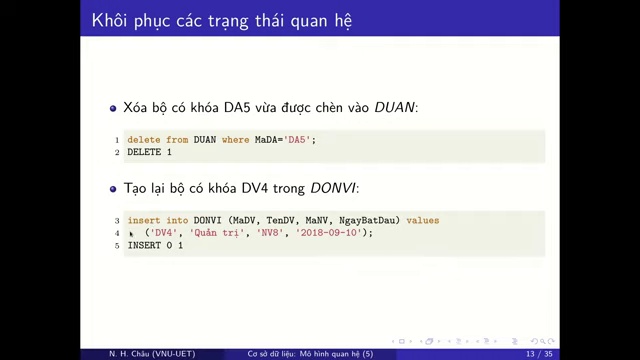 Khôi phục các trạng thái quan hệ
Xóa bộ có khóa DA5 vừa được chèn vào DUAN:
1 delete from DUAN where MaDA='DA5';
2 DELETE 1
Tạo lại bộ có khóa DV4 trong DONVI:
3 insert into DONVI (MaDV, TenDV, MaNV, NgayBatDau) values
4 ('DV4', 'Quản trị', 'NV8', '2018-09-10');
5 INSERT 0 1
N. H. Châu (VNU-UET) Cơ sở dữ liệu: Mô hình quan hệ (5) 13 / 35